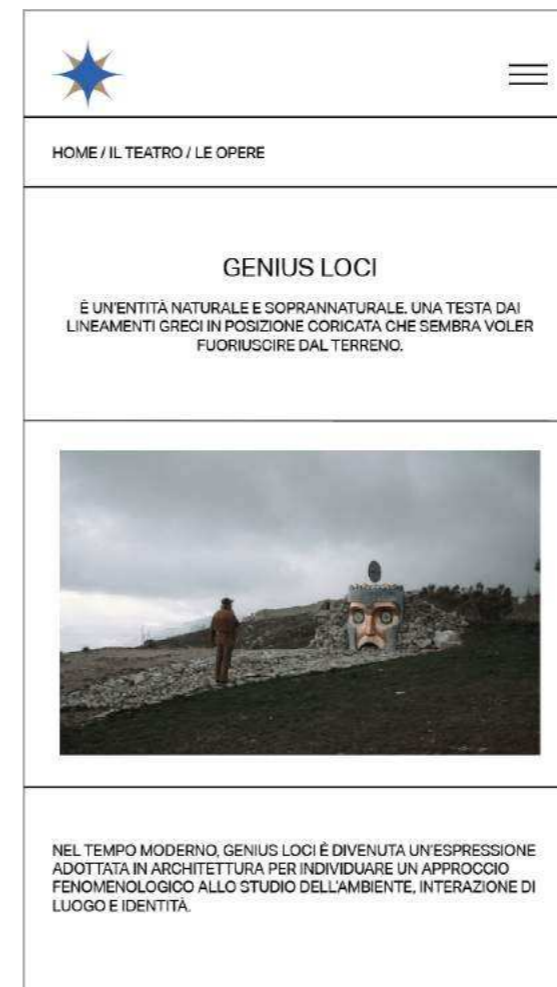 HOME / IL TEATRO / LE OPERE
GENIUS LOCI
È UN'ENTITÀ NATURALE E SOPRANNATURALE. UNA TESTA DAI
LINEAMENTI GRECI IN POSIZIONE CORICATA CHE SEMBRA VOLER
FUORIUSCIRE DAL TERRENO.
NEL TEMPO MODERNO, GENIUS LOCI È DIVENUTA UN'ESPRESSIONE
ADOTTATA IN ARCHITETTURA PER INDIVIDUARE UN APPROCCIO
FENOMENOLOGICO ALLO STUDIO DELL'AMBIENTE, INTERAZIONE DI
LUOGO E IDENTITÀ.